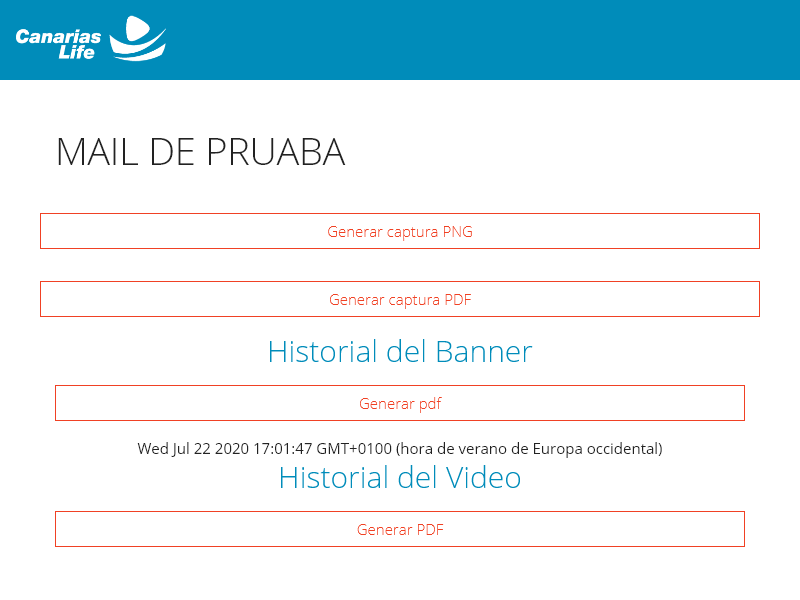 Canarias
Life
MAIL DE PRUABA
Generar captura PNG
Generar captura PDF
Historial del Banner
Generar pdf
Wed Jul 22 2020 17:01:47 GMT+0100 (hora de verano de Europa occidental)
Historial del Video
Generar PDF